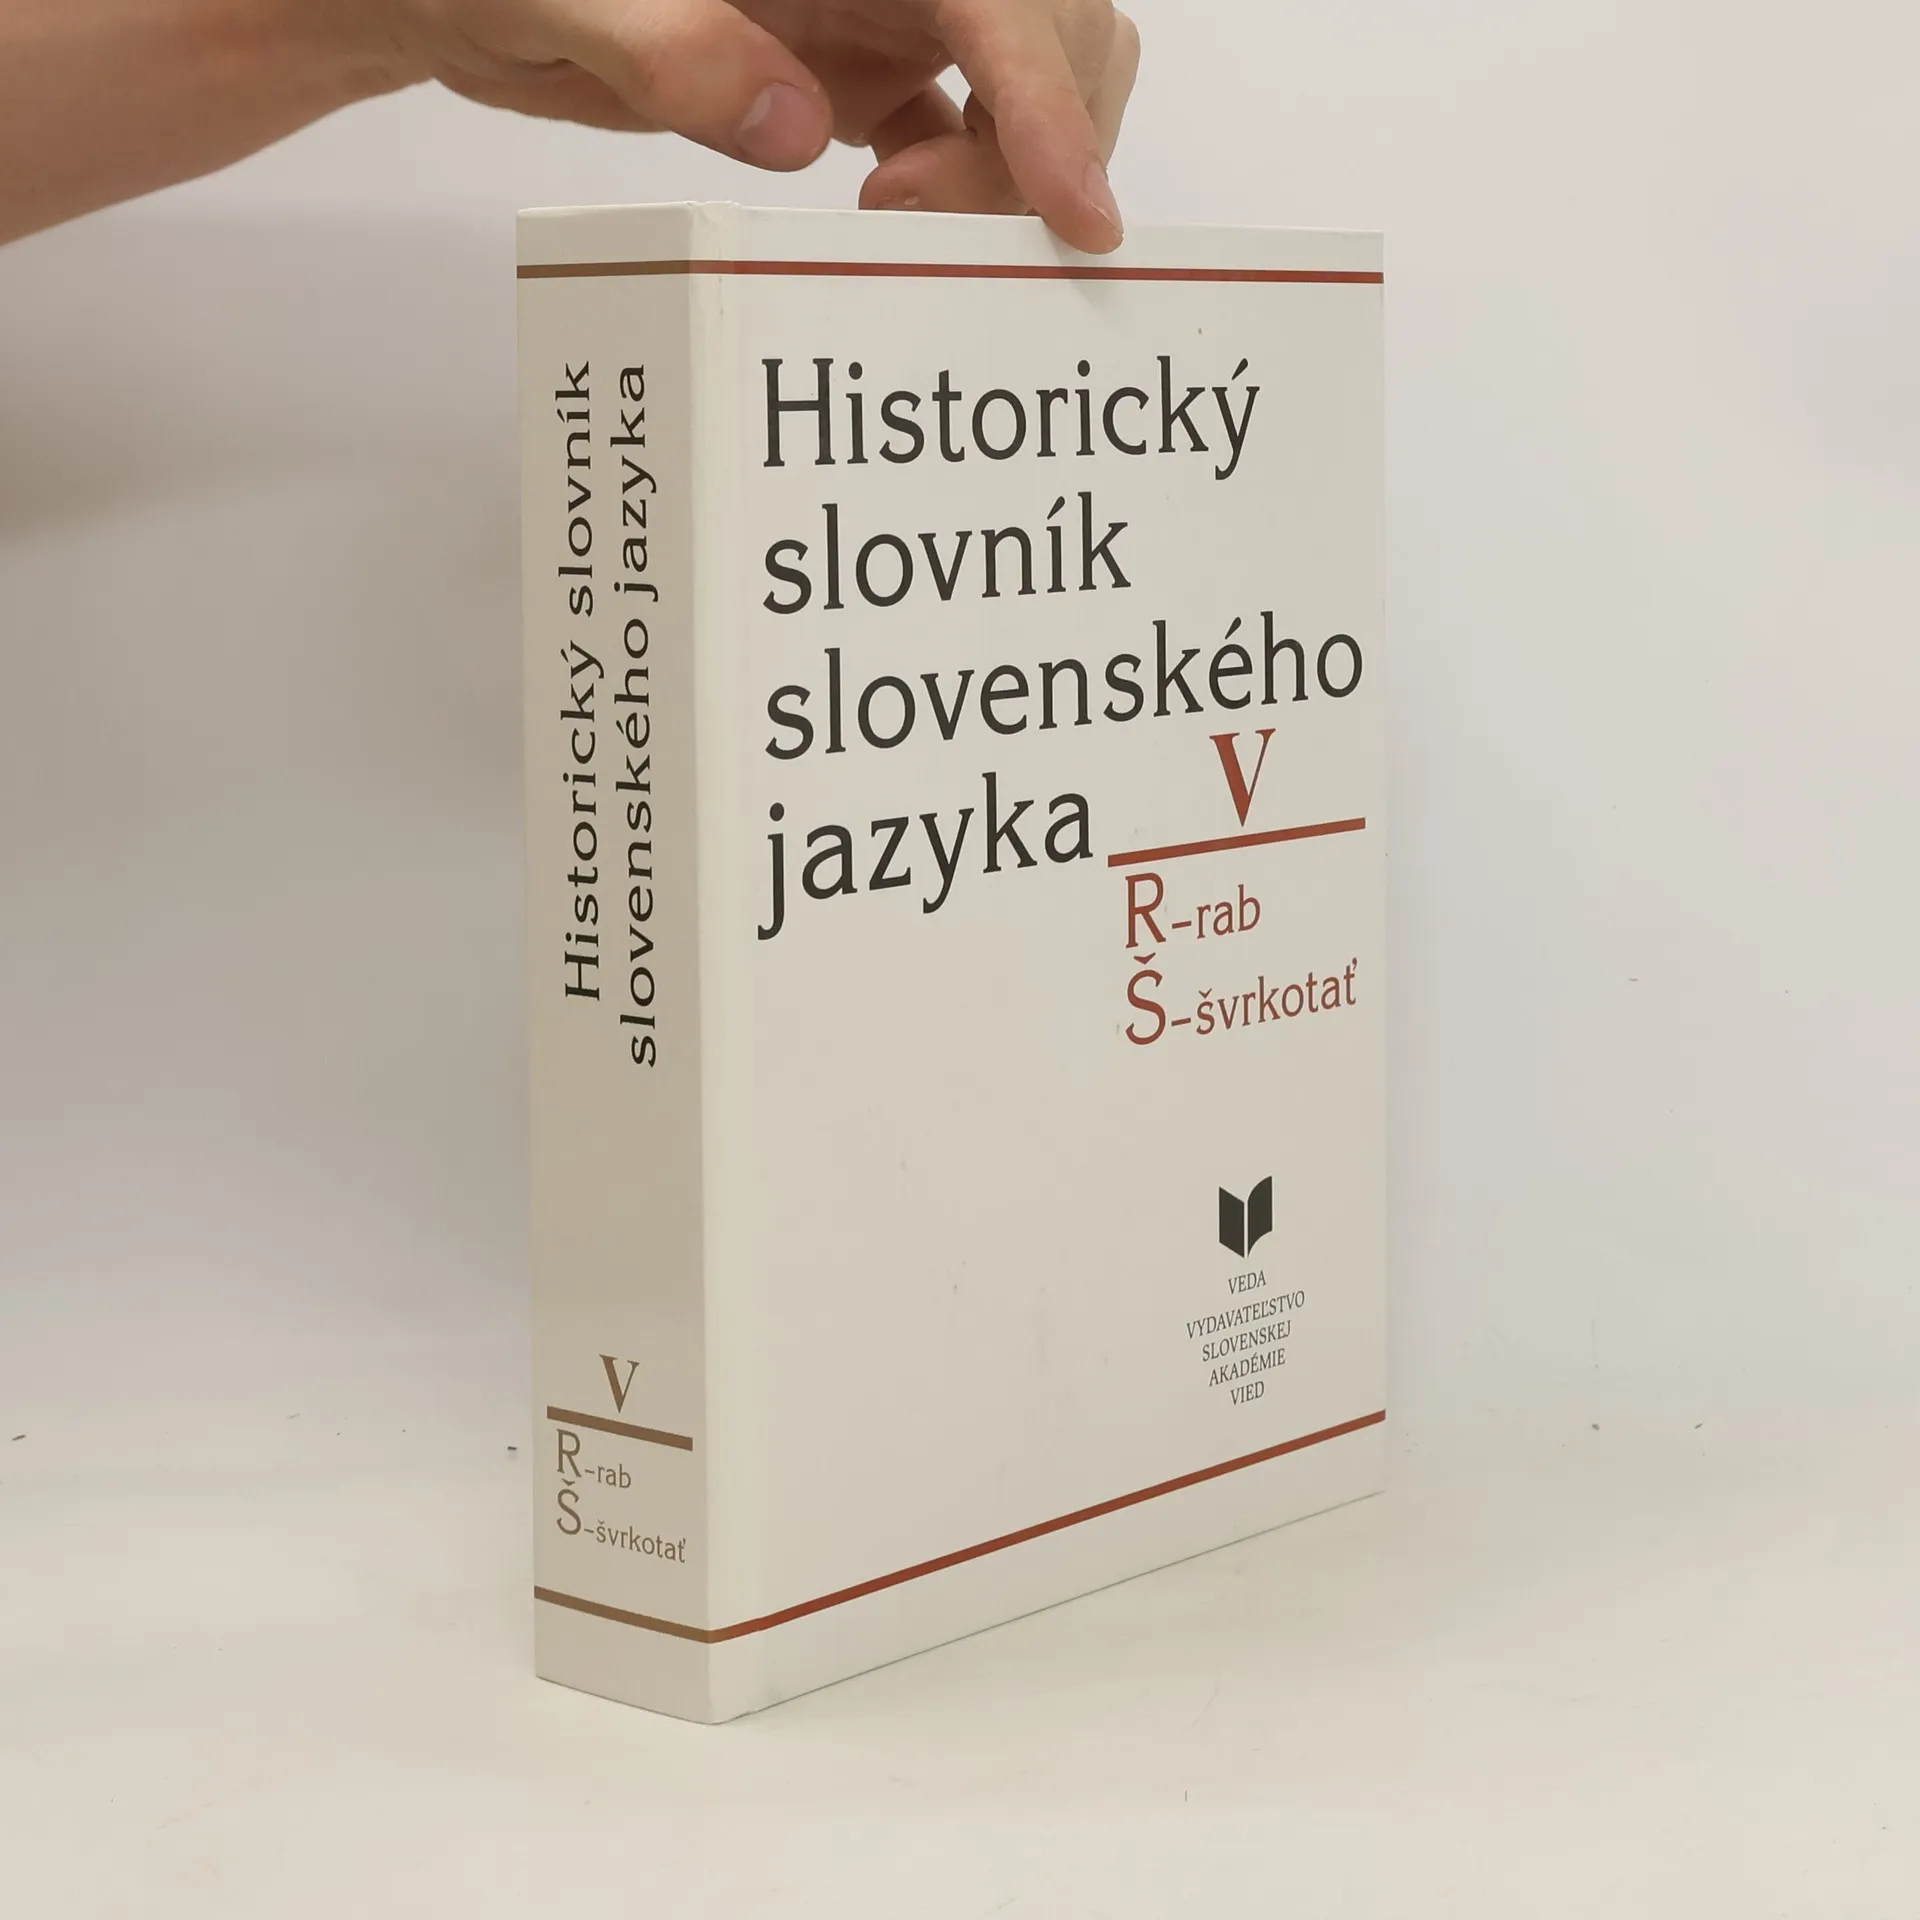 Historický slovník
slovenského jazyka
V
R-rab
Š-švrkotať
Historický
slovník
slovenského
jazyka
V
R-rab
Š-švrkotať
VEDA
VYDAVATEĽSTVO
SLOVENSKEJ
AKADÉMIE
VIED